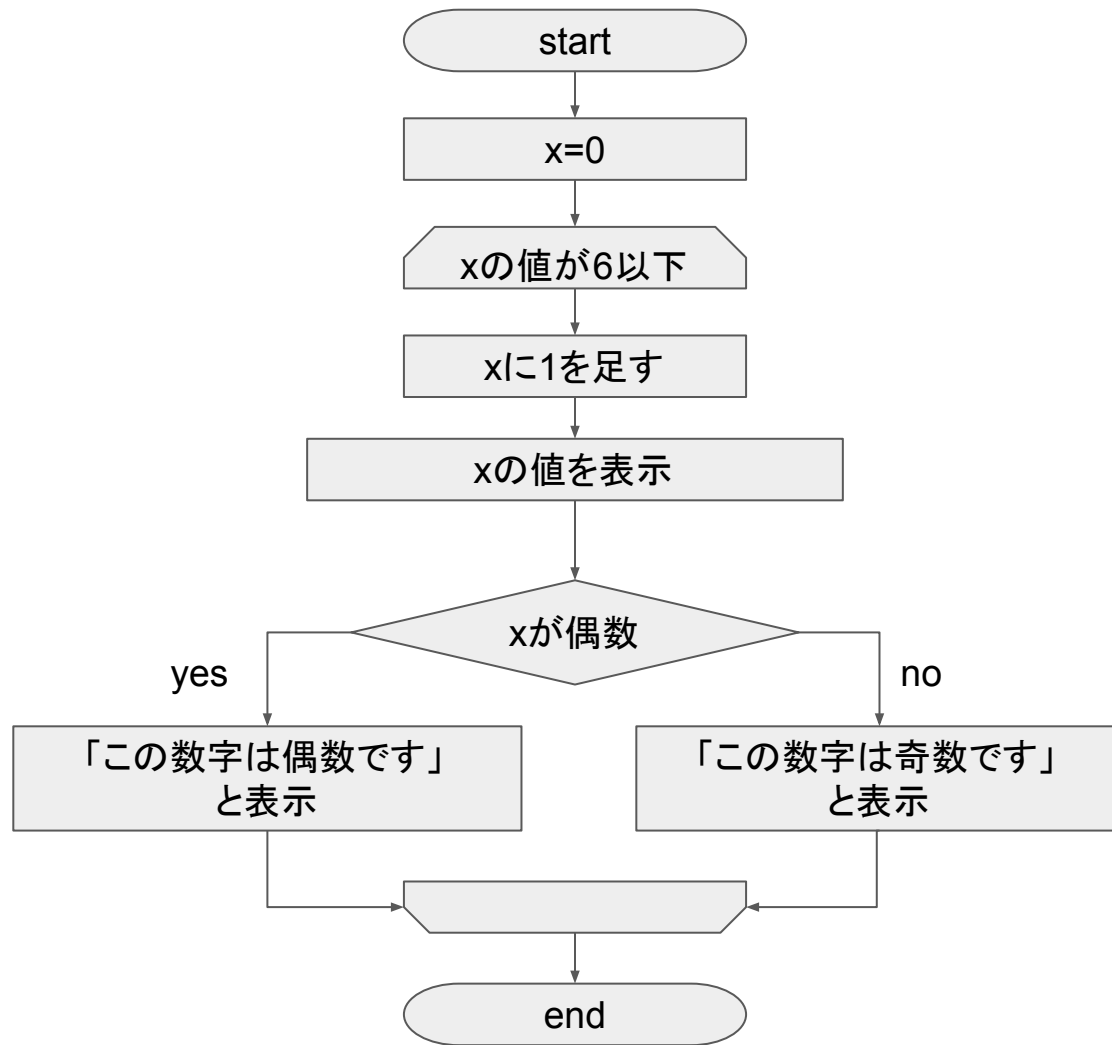 start
x=0
xの値が6以下
xに1を足す
xの値を表示
xが偶数
yes
no
「この数字は偶数です」
と表示
「この数字は奇数です」
と表示
end